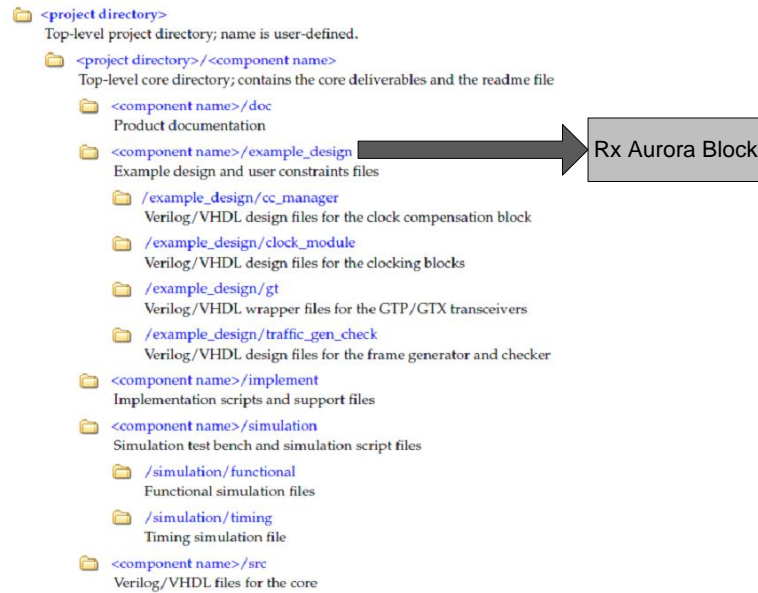 <project directory>
Top-level project directory; name is user-defined.
<project directory>/<component name>
Top-level core directory; contains the core deliverables and the readme file
<component name>/doc
Product documentation
<component name>/example_design
Rx Aurora Block
Example design and user constraints files
/example_design/cc_manager
Verilog/VHDL design files for the clock compensation block
/example_design/clock_module
Verilog/VHDL design files for the clocking blocks
/example_design/gt
Verilog/VHDL wrapper files for the GTP/GTX transceivers
/example_design/traffic_gen_check
Verilog/VHDL design files for the frame generator and checker
<component name>/implement
Implementation scripts and support files
<component name>/simulation
Simulation test bench and simulation script files
/simulation/functional
Functional simulation files
/simulation/timing
Timing simulation file
<component name>/src
Verilog/VHDL files for the core